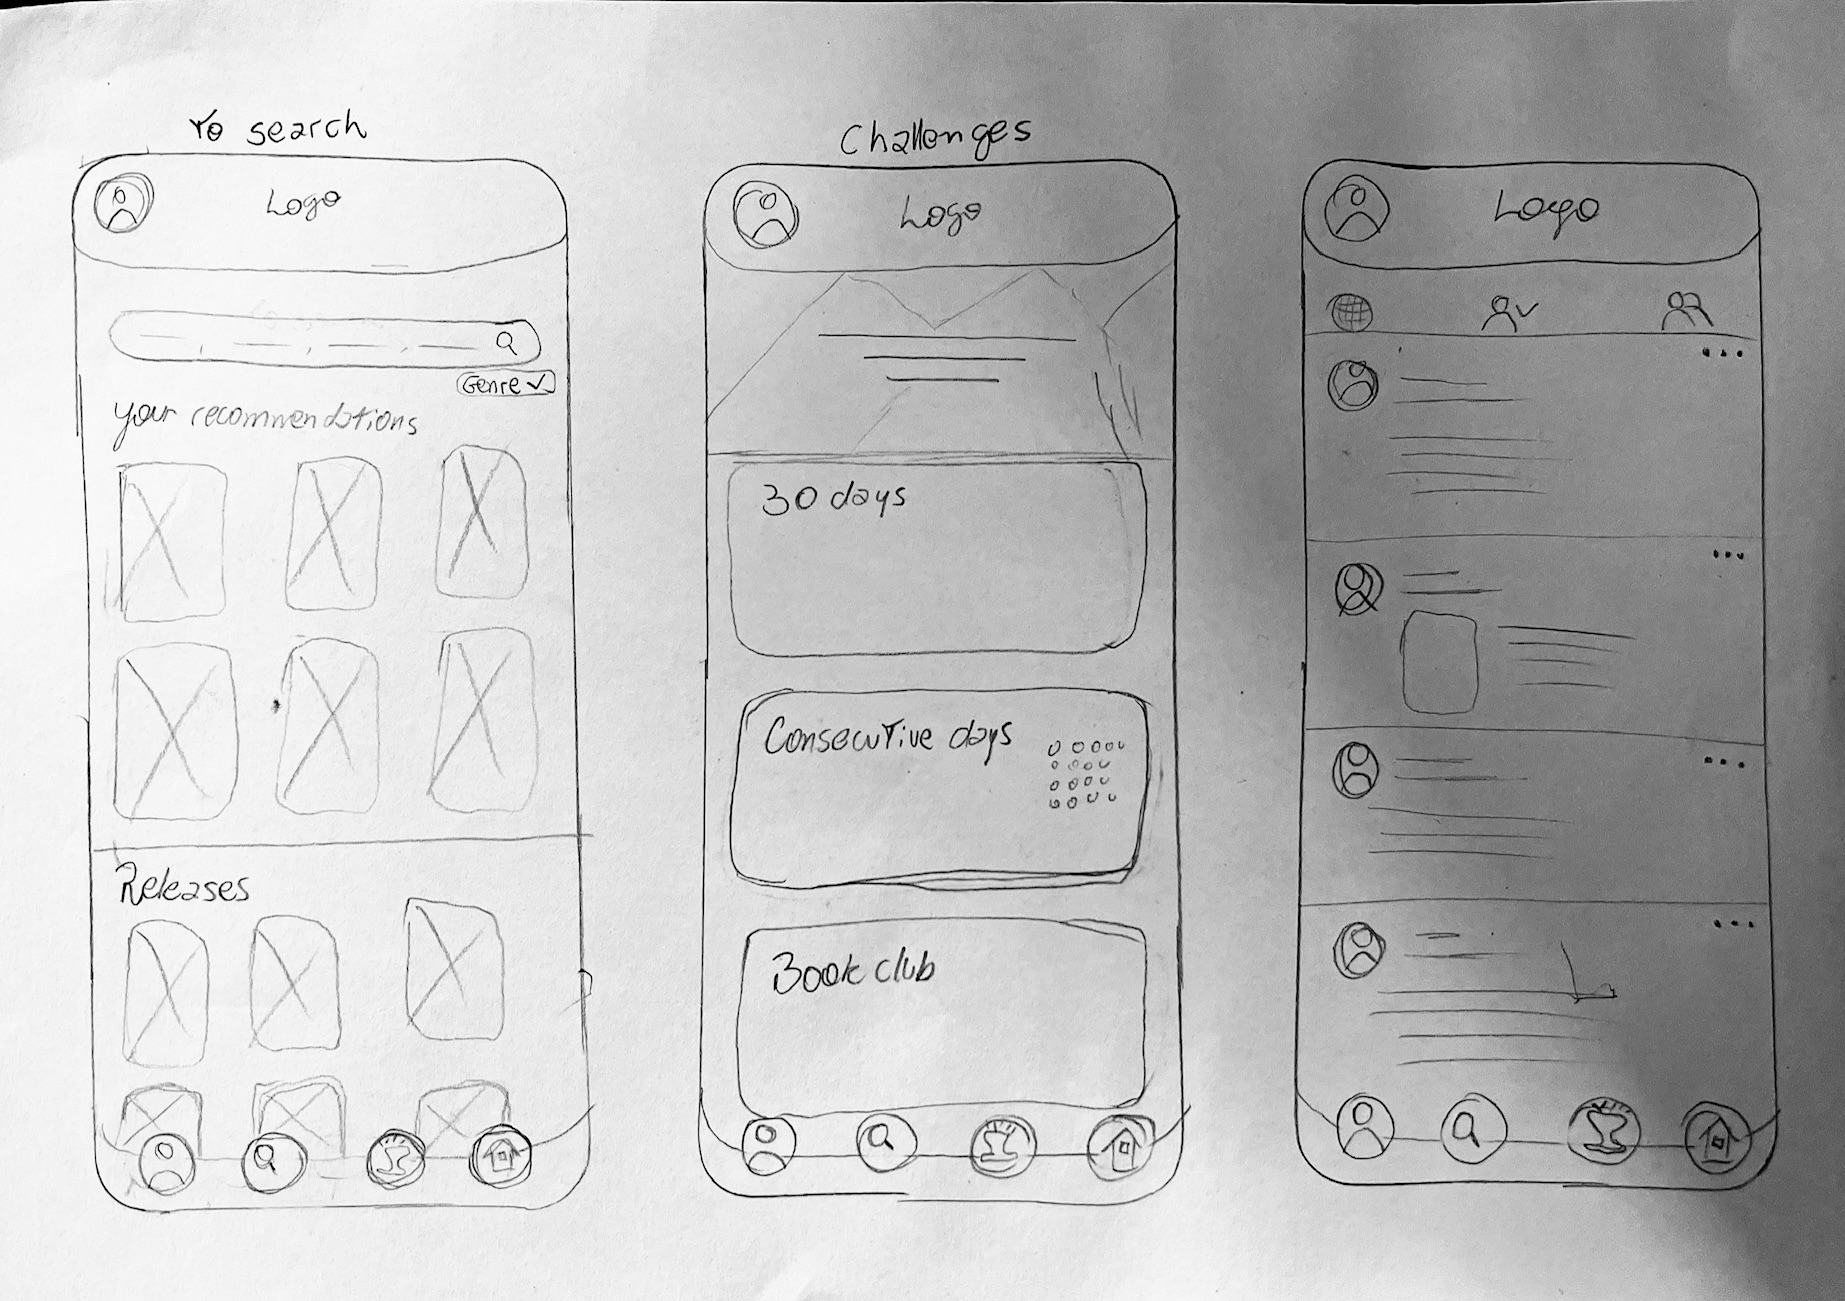 To search
Logo
Genre
your recommendations
Releases
Challenges
Logo
30 days
Consecutive days
Book club
Logo